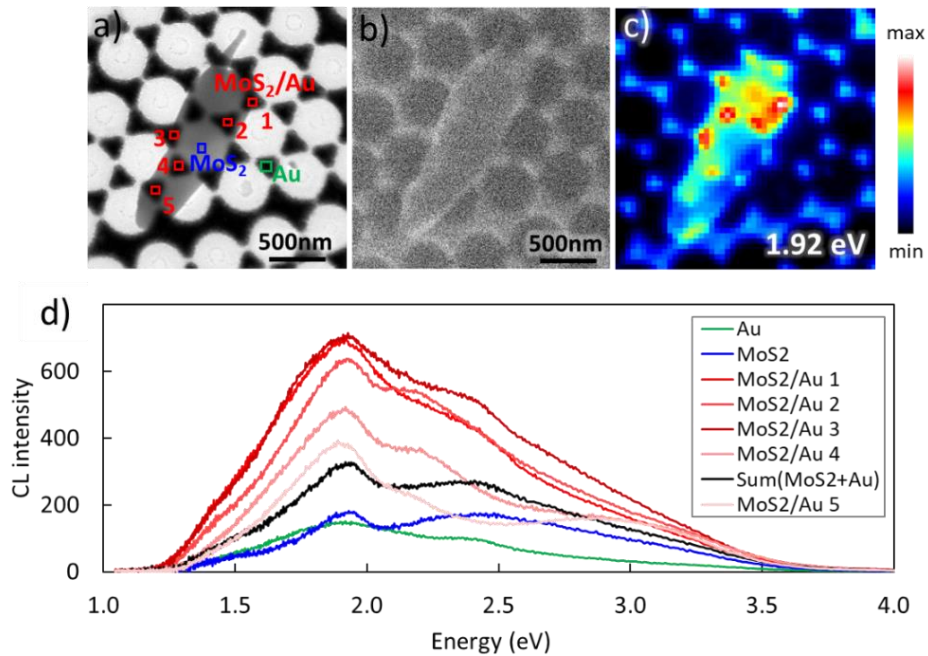 a)
MoS₂/Au
1
2
3
MoS₂
4
Au
5
500nm
b)
500nm
c)
1.92 eV
max
min
d)
CL intensity
600
400
200
0
1.0
1.5
2.0
2.5
3.0
3.5
4.0
Energy (eV)
Au
MoS2
MoS2/Au 1
MoS2/Au 2
MoS2/Au 3
MoS2/Au 4
Sum(MoS2+Au)
MoS2/Au 5